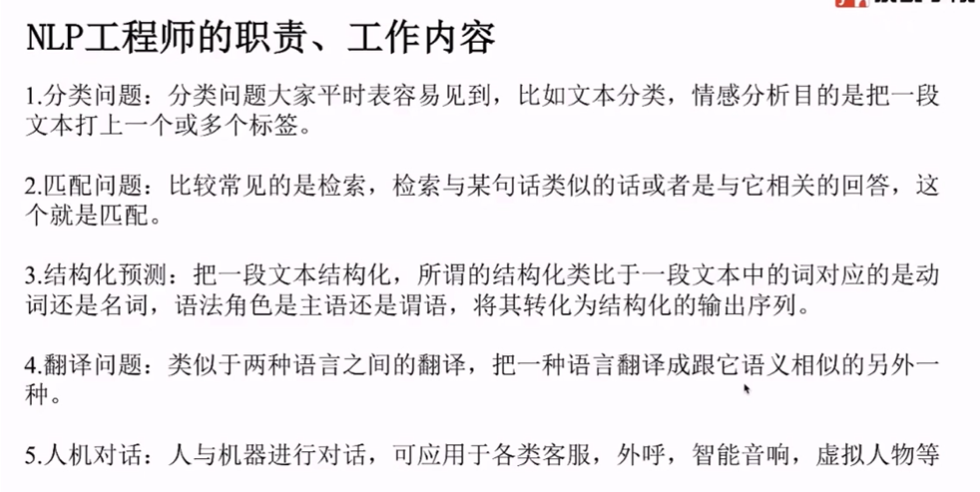 NLP工程师的职责、工作内容
1.分类问题：分类问题大家平时表容易见到，比如文本分类，情感分析目的是把一段
文本打上一个或多个标签。
2.匹配问题：比较常见的是检索，检索与某句话类似的话或者是与它相关的回答，这
个就是匹配。
3.结构化预测：把一段文本结构化，所谓的结构化类比于一段文本中的词对应的是动
词还是名词，语法角色是主语还是谓语，将其转化为结构化的输出序列。
4.翻译问题：类似于两种语言之间的翻译，把一种语言翻译成跟它语义相似的另外一
种。
5.人机对话：人与机器进行对话，可应用于各类客服，外呼，智能音响，虚拟人物等